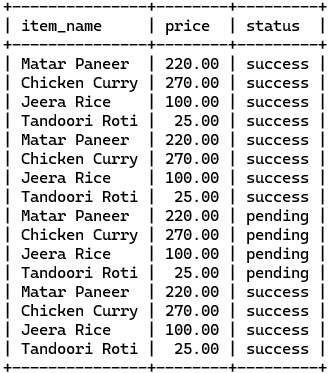 +---------------+--------+---------+
| item_name     | price  | status  |
+---------------+--------+---------+
| Matar Paneer  | 220.00 | success |
| Chicken Curry | 270.00 | success |
| Jeera Rice    | 100.00 | success |
| Tandoori Roti |  25.00 | success |
| Matar Paneer  | 220.00 | success |
| Chicken Curry | 270.00 | success |
| Jeera Rice    | 100.00 | success |
| Tandoori Roti |  25.00 | success |
| Matar Paneer  | 220.00 | pending |
| Chicken Curry | 270.00 | pending |
| Jeera Rice    | 100.00 | pending |
| Tandoori Roti |  25.00 | pending |
| Matar Paneer  | 220.00 | success |
| Chicken Curry | 270.00 | success |
| Jeera Rice    | 100.00 | success |
| Tandoori Roti |  25.00 | success |
+---------------+--------+---------+